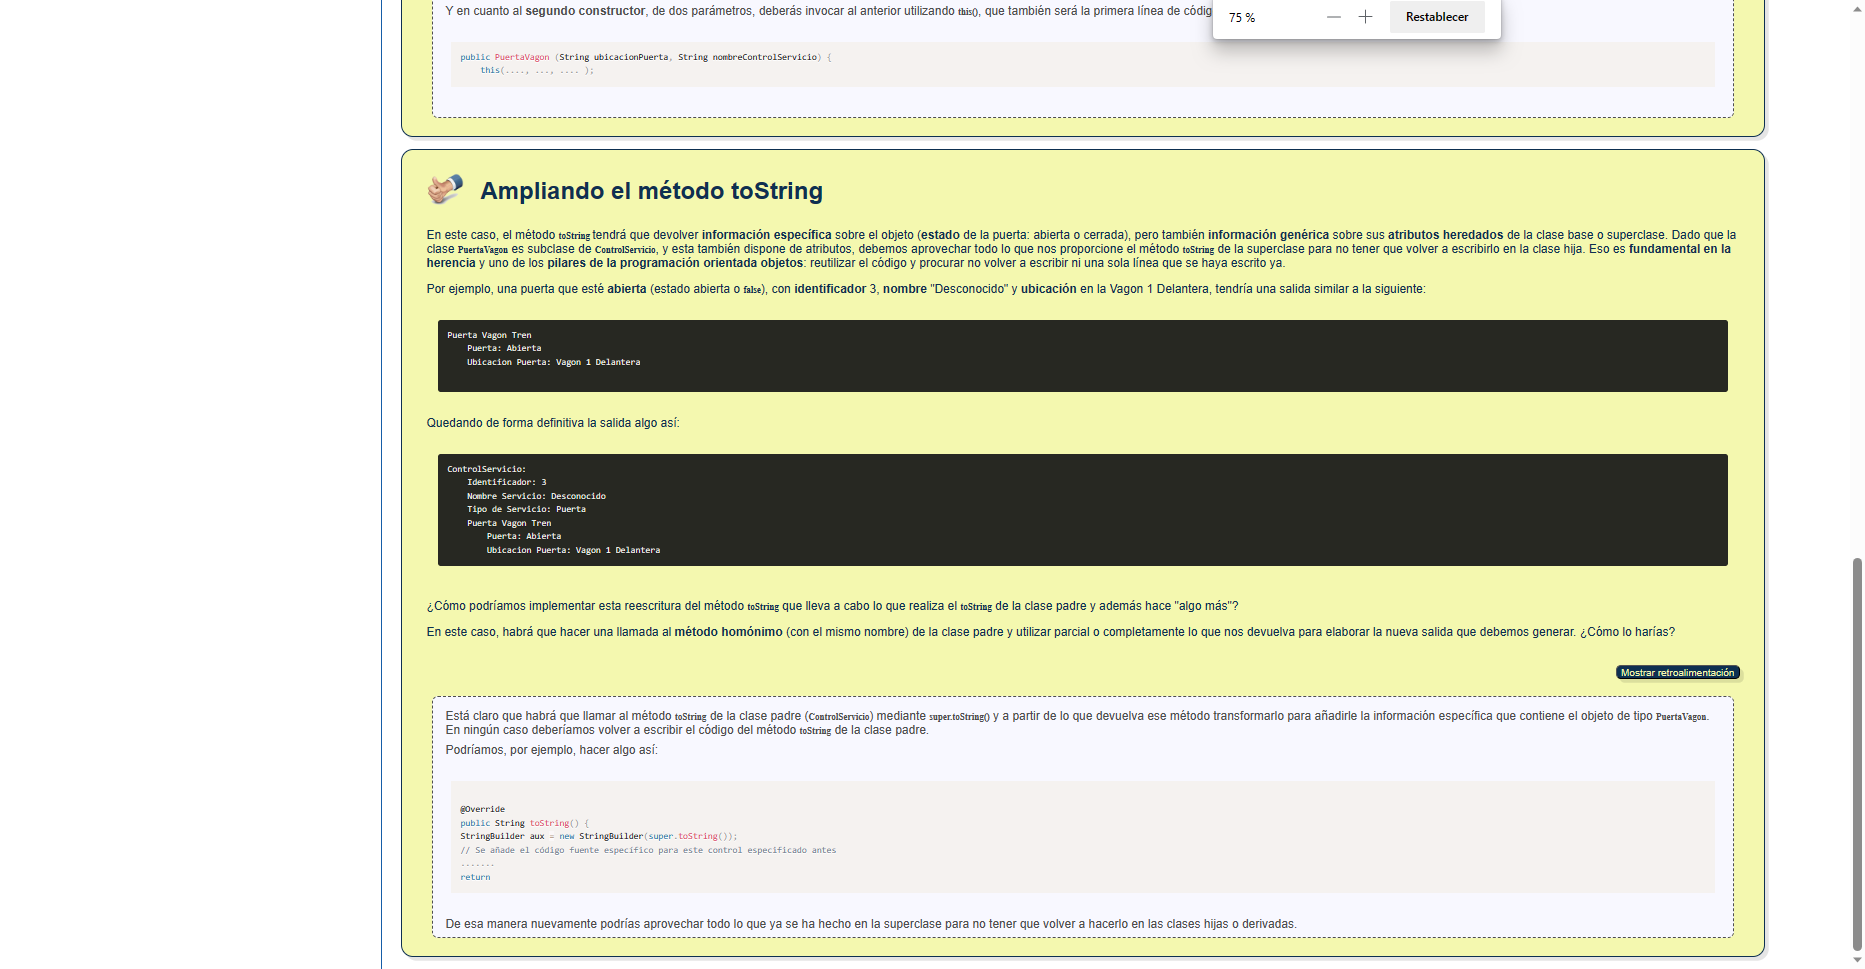 Y en cuanto al segundo constructor, de dos parámetros, deberás invocar al anterior utilizando this(), que también será la primera línea de códig
75 %
Restablecer
public PuertaVagon (String ubicacionPuerta, String nombreControlServicio) {
this(...., ..., .... );
Ampliando el método toString
En este caso, el método toString tendrá que devolver información específica sobre el objeto (estado de la puerta: abierta o cerrada), pero también información genérica sobre sus atributos heredados de la clase base o superclase. Dado que la
clase PuertaVagon es subclase de ControlServicio, y esta también dispone de atributos, debemos aprovechar todo lo que nos proporcione el método toString de la superclase para no tener que volver a escribirlo en la clase hija. Eso es fundamental en la
herencia y uno de los pilares de la programación orientada objetos: reutilizar el código y procurar no volver a escribir ni una sola línea que se haya escrito ya.
Por ejemplo, una puerta que esté abierta (estado abierta o false), con identificador 3, nombre "Desconocido" y ubicación en la Vagon 1 Delantera, tendría una salida similar a la siguiente:
Puerta Vagon Tren
Puerta: Abierta
Ubicacion Puerta: Vagon 1 Delantera
Quedando de forma definitiva la salida algo así:
ControlServicio:
Identificador: 3
Nombre Servicio: Desconocido
Tipo de Servicio: Puerta
Puerta Vagon Tren
Puerta: Abierta
Ubicacion Puerta: Vagon 1 Delantera
¿Cómo podríamos implementar esta reescritura del método toString que lleva a cabo lo que realiza el toString de la clase padre y además hace "algo más"?
En este caso, habrá que hacer una llamada al método homónimo (con el mismo nombre) de la clase padre y utilizar parcial o completamente lo que nos devuelva para elaborar la nueva salida que debemos generar. ¿Cómo lo harías?
Mostrar retroalimentación
Está claro que habrá que llamar al método toString de la clase padre (ControlServicio) mediante super.toString() y a partir de lo que devuelva ese método transformarlo para añadirle la información específica que contiene el objeto de tipo PuertaVagon.
En ningún caso deberíamos volver a escribir el código del método toString de la clase padre.
Podríamos, por ejemplo, hacer algo así:
@Override
public String toString() {
StringBuilder aux = new StringBuilder(super.toString());
// Se añade el código fuente específico para este control especificado antes
.......
return
De esa manera nuevamente podrías aprovechar todo lo que ya se ha hecho en la superclase para no tener que volver a hacerlo en las clases hijas o derivadas.